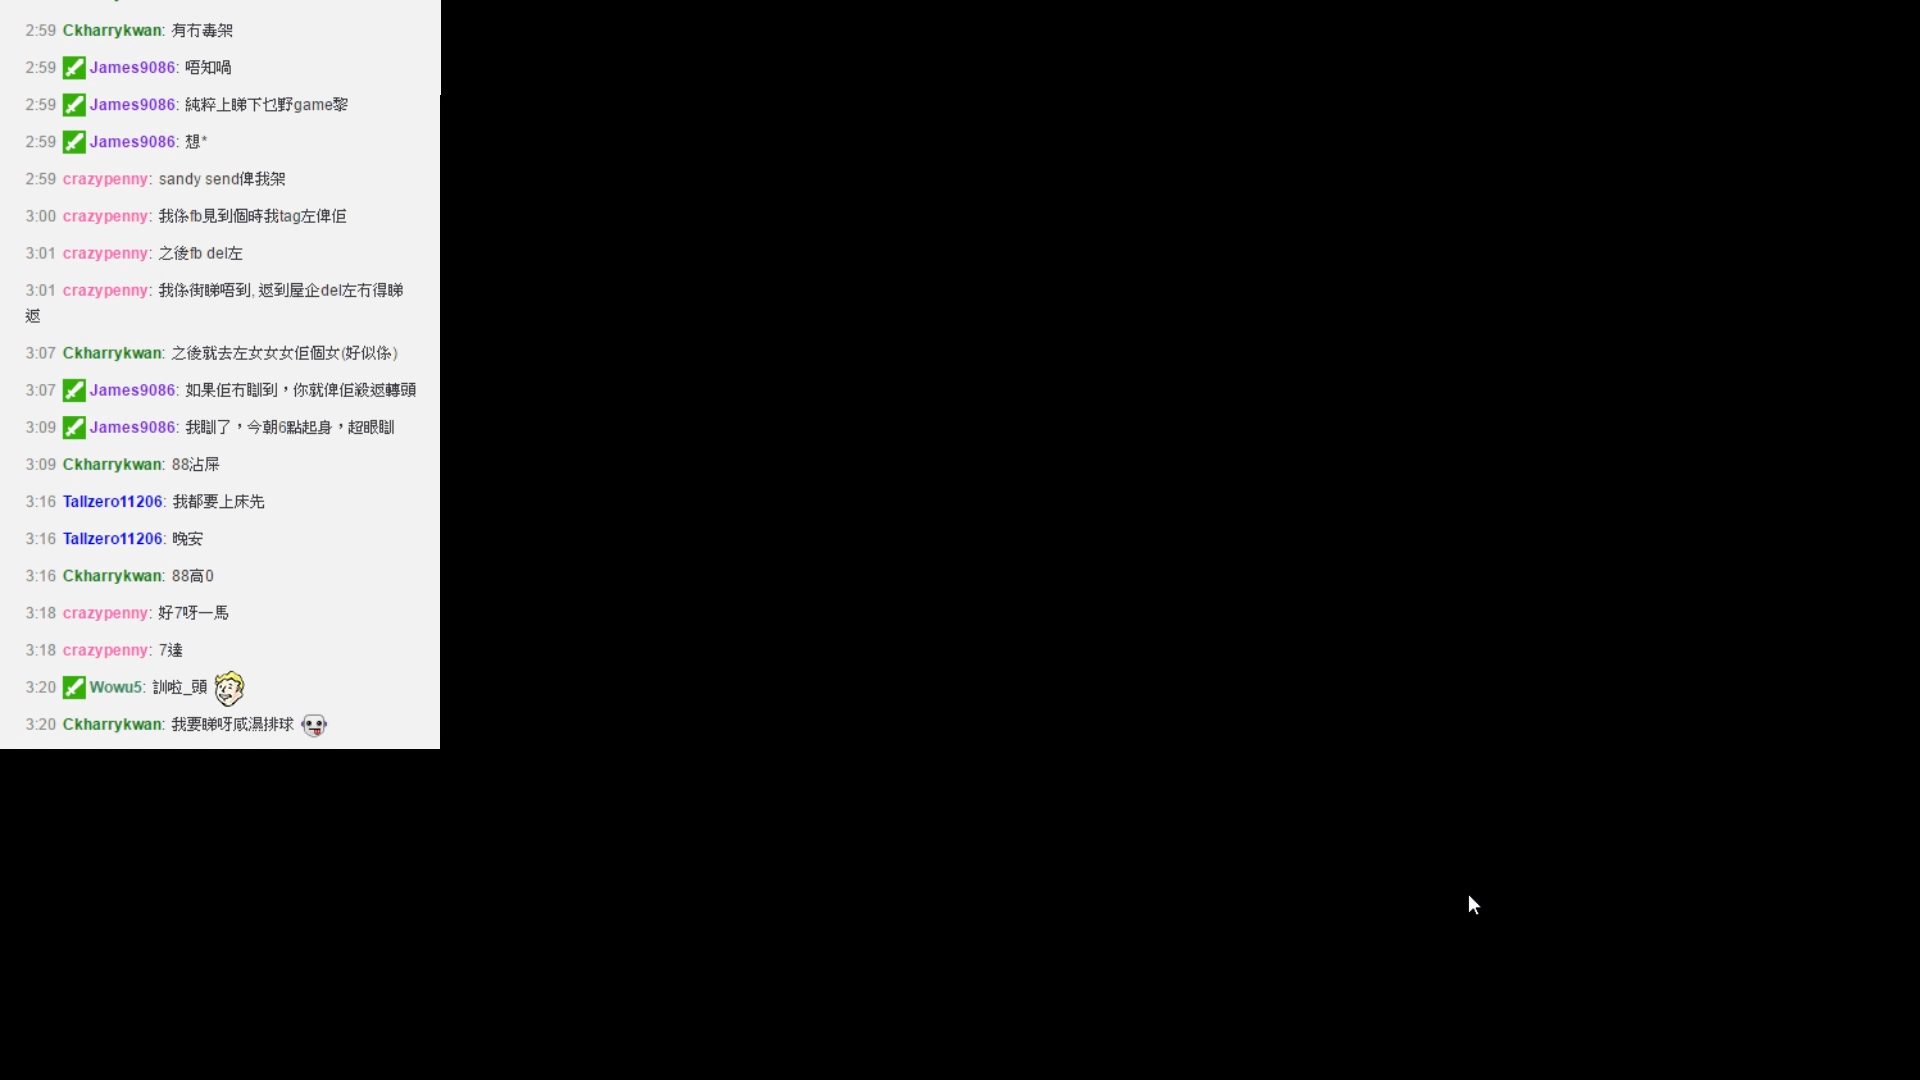 2:59 Ckharrykwan: 有冇毒架
2:59 James9086: 唔知喎
2:59 James9086: 純粹上睇下乜野game黎
2:59 James9086: 想*
2:59 crazypenny: sandy send俾我架
3:00 crazypenny: 我係fb見到個時我tag左俾佢
3:01 crazypenny: 之後fb del左
3:01 crazypenny: 我係街睇唔到, 返到屋企del左冇得睇
返
3:07 Ckharrykwan: 之後就去左女女女佢個女(好似係)
3:07 James9086: 如果佢冇瞓到，你就俾佢殺返轉頭
3:09 James9086: 我瞓了，今朝6點起身，超眼瞓
3:09 Ckharrykwan: 88沾屎
3:16 Tallzero11206: 我都要上床先
3:16 Tallzero11206: 晚安
3:16 Ckharrykwan: 88高0
3:18 crazypenny: 好7呀一馬
3:18 crazypenny: 7達
3:20 Wowu5: 訓啦_頭
3:20 Ckharrykwan: 我要睇呀咸濕排球